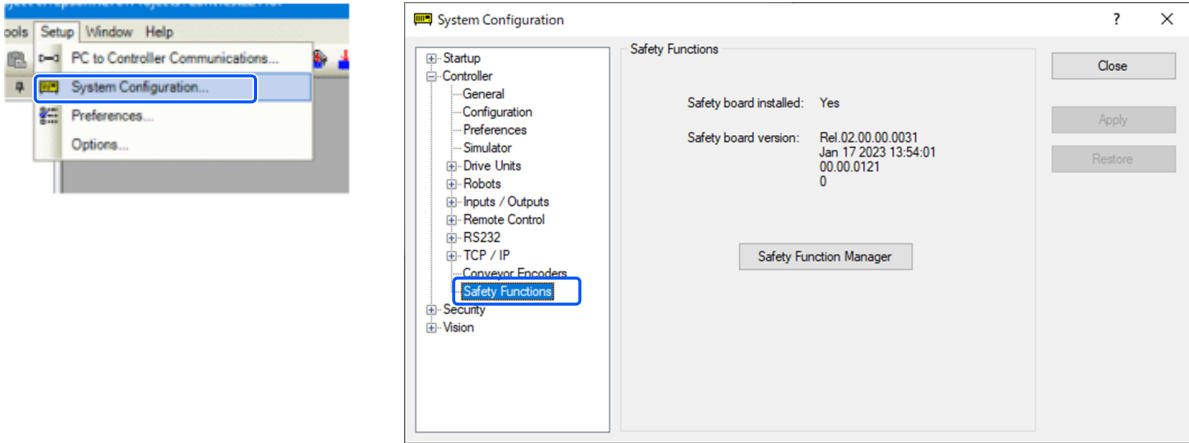 ools Setup Window Help
PC to Controller Communications...
System Configuration...
Preferences...
Options...
System Configuration
? ×
Startup
Controller
General
Configuration
Preferences
Simulator
Drive Units
Robots
Inputs / Outputs
Remote Control
RS232
TCP / IP
Conveyor Encoders
Safety Functions
Security
Vision
Safety Functions
Safety board installed: Yes
Safety board version: Rel.02.00.00.0031
Jan 17 2023 13:54:01
00.00.0121
0
Safety Function Manager
Close
Apply
Restore